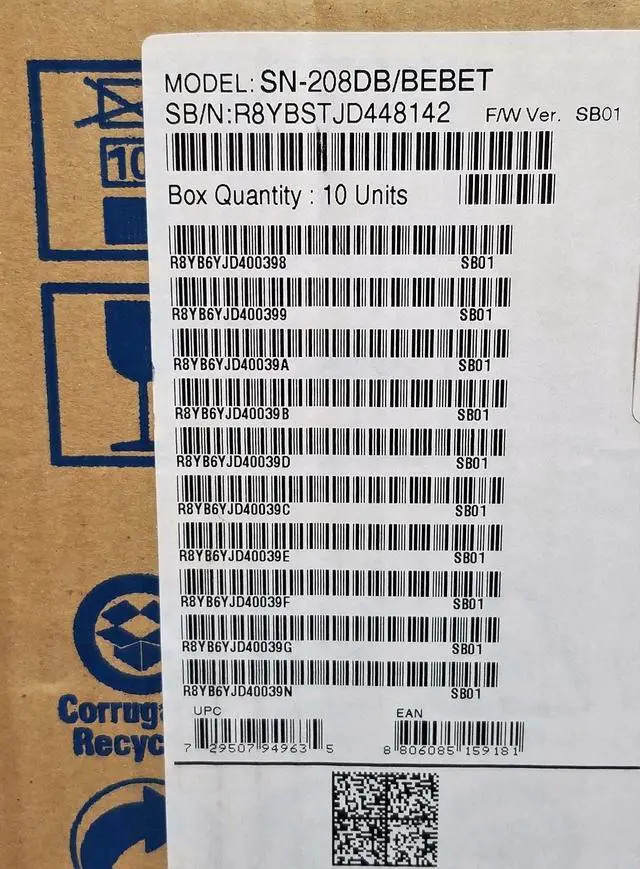 MODEL: SN-208DB/BEBET
SB/N:R8YBSTJD448142 F/W Ver. SB01
Box Quantity : 10 Units
10
R8YB6YJD400398 SB01
R8YB6YJD400399 SB01
R8YB6YJD40039A SB01
R8YB6YJD40039B SB01
R8YB6YJD40039D SB01
R8YB6YJD40039C SB01
R8YB6YJD40039E SB01
R8YB6YJD40039F SB01
R8YB6YJD40039G SB01
R8YB6YJD40039N SB01
Corrug
Recyc
UPC EAN
7 29507 94963 5 8 806085 159181